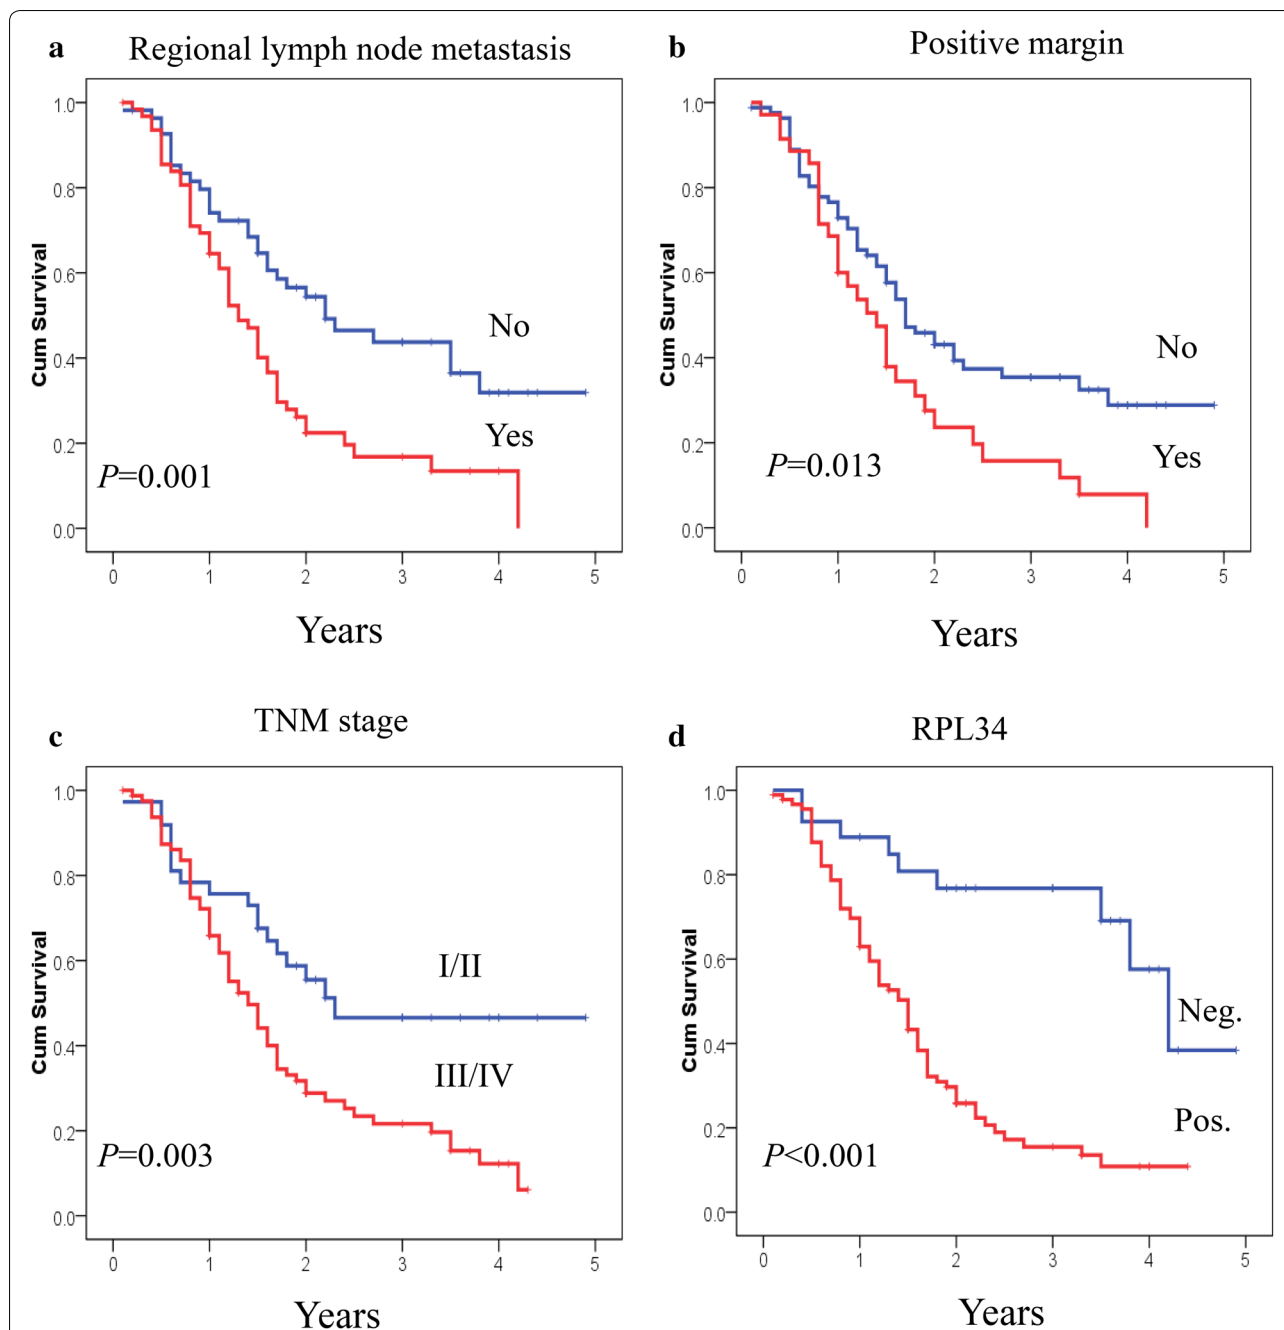 a Regional lymph node metastasis
1.0
0.8
0.6
0.4
0.2
0.0
Cum Survival
No
Yes
P=0.001
0 1 2 3 4 5
Years
b Positive margin
1.0
0.8
0.6
0.4
0.2
0.0
Cum Survival
No
Yes
P=0.013
0 1 2 3 4 5
Years
c TNM stage
1.0
0.8
0.6
0.4
0.2
0.0
Cum Survival
I/II
III/IV
P=0.003
0 1 2 3 4 5
Years
d RPL34
1.0
0.8
0.6
0.4
0.2
0.0
Cum Survival
Neg.
Pos.
P<0.001
0 1 2 3 4 5
Years